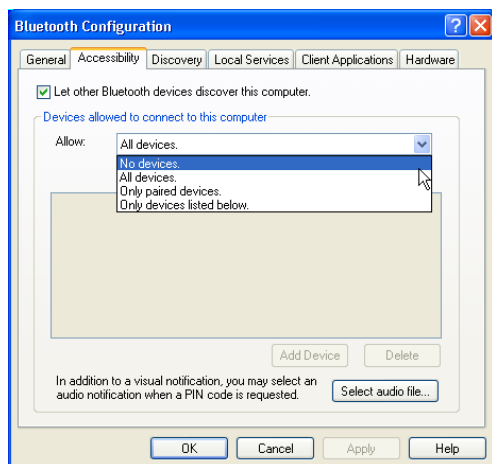 Bluetooth Configuration
General Accessibility Discovery Local Services Client Applications Hardware
Let other Bluetooth devices discover this computer.
Devices allowed to connect to this computer
Allow: All devices.
No devices.
All devices.
Only paired devices.
Only devices listed below.
Add Device Delete
In addition to a visual notification, you may select an
audio notification when a PIN code is requested. Select audio file...
OK Cancel Apply Help